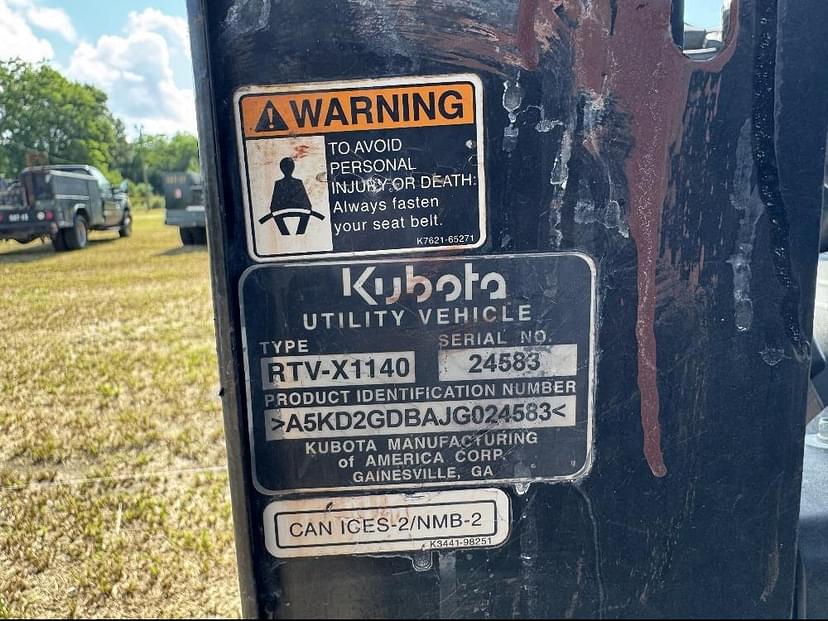 WARNING
TO AVOID
PERSONAL
INJURY OR DEATH:
Always fasten
your seat belt.
K7621-65271
Kubota
UTILITY VEHICLE
TYPE SERIAL NO.
RTV-X1140 24583
PRODUCT IDENTIFICATION NUMBER
>A5KD2GDBAJG024583<
KUBOTA MANUFACTURING
of AMERICA CORP.
GAINESVILLE, GA
CAN ICES-2/NMB-2
K3441-98251